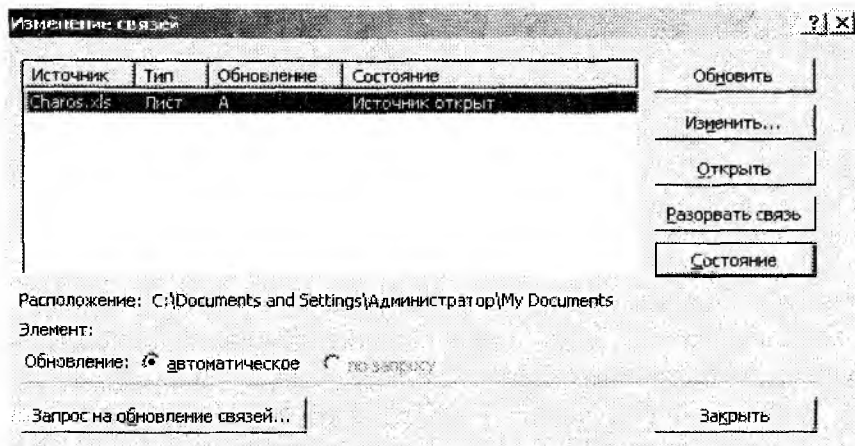 Изменение связей
Источник Тип Обновление Состояние
Charos.xls Лист A Источник открыт
Обновить
Изменить...
Открыть
Разорвать связь
Состояние
Расположение: C:\Documents and Settings\Администратор\My Documents
Элемент:
Обновление: автоматическое по запросу
Запрос на обновление связей... Закрыть